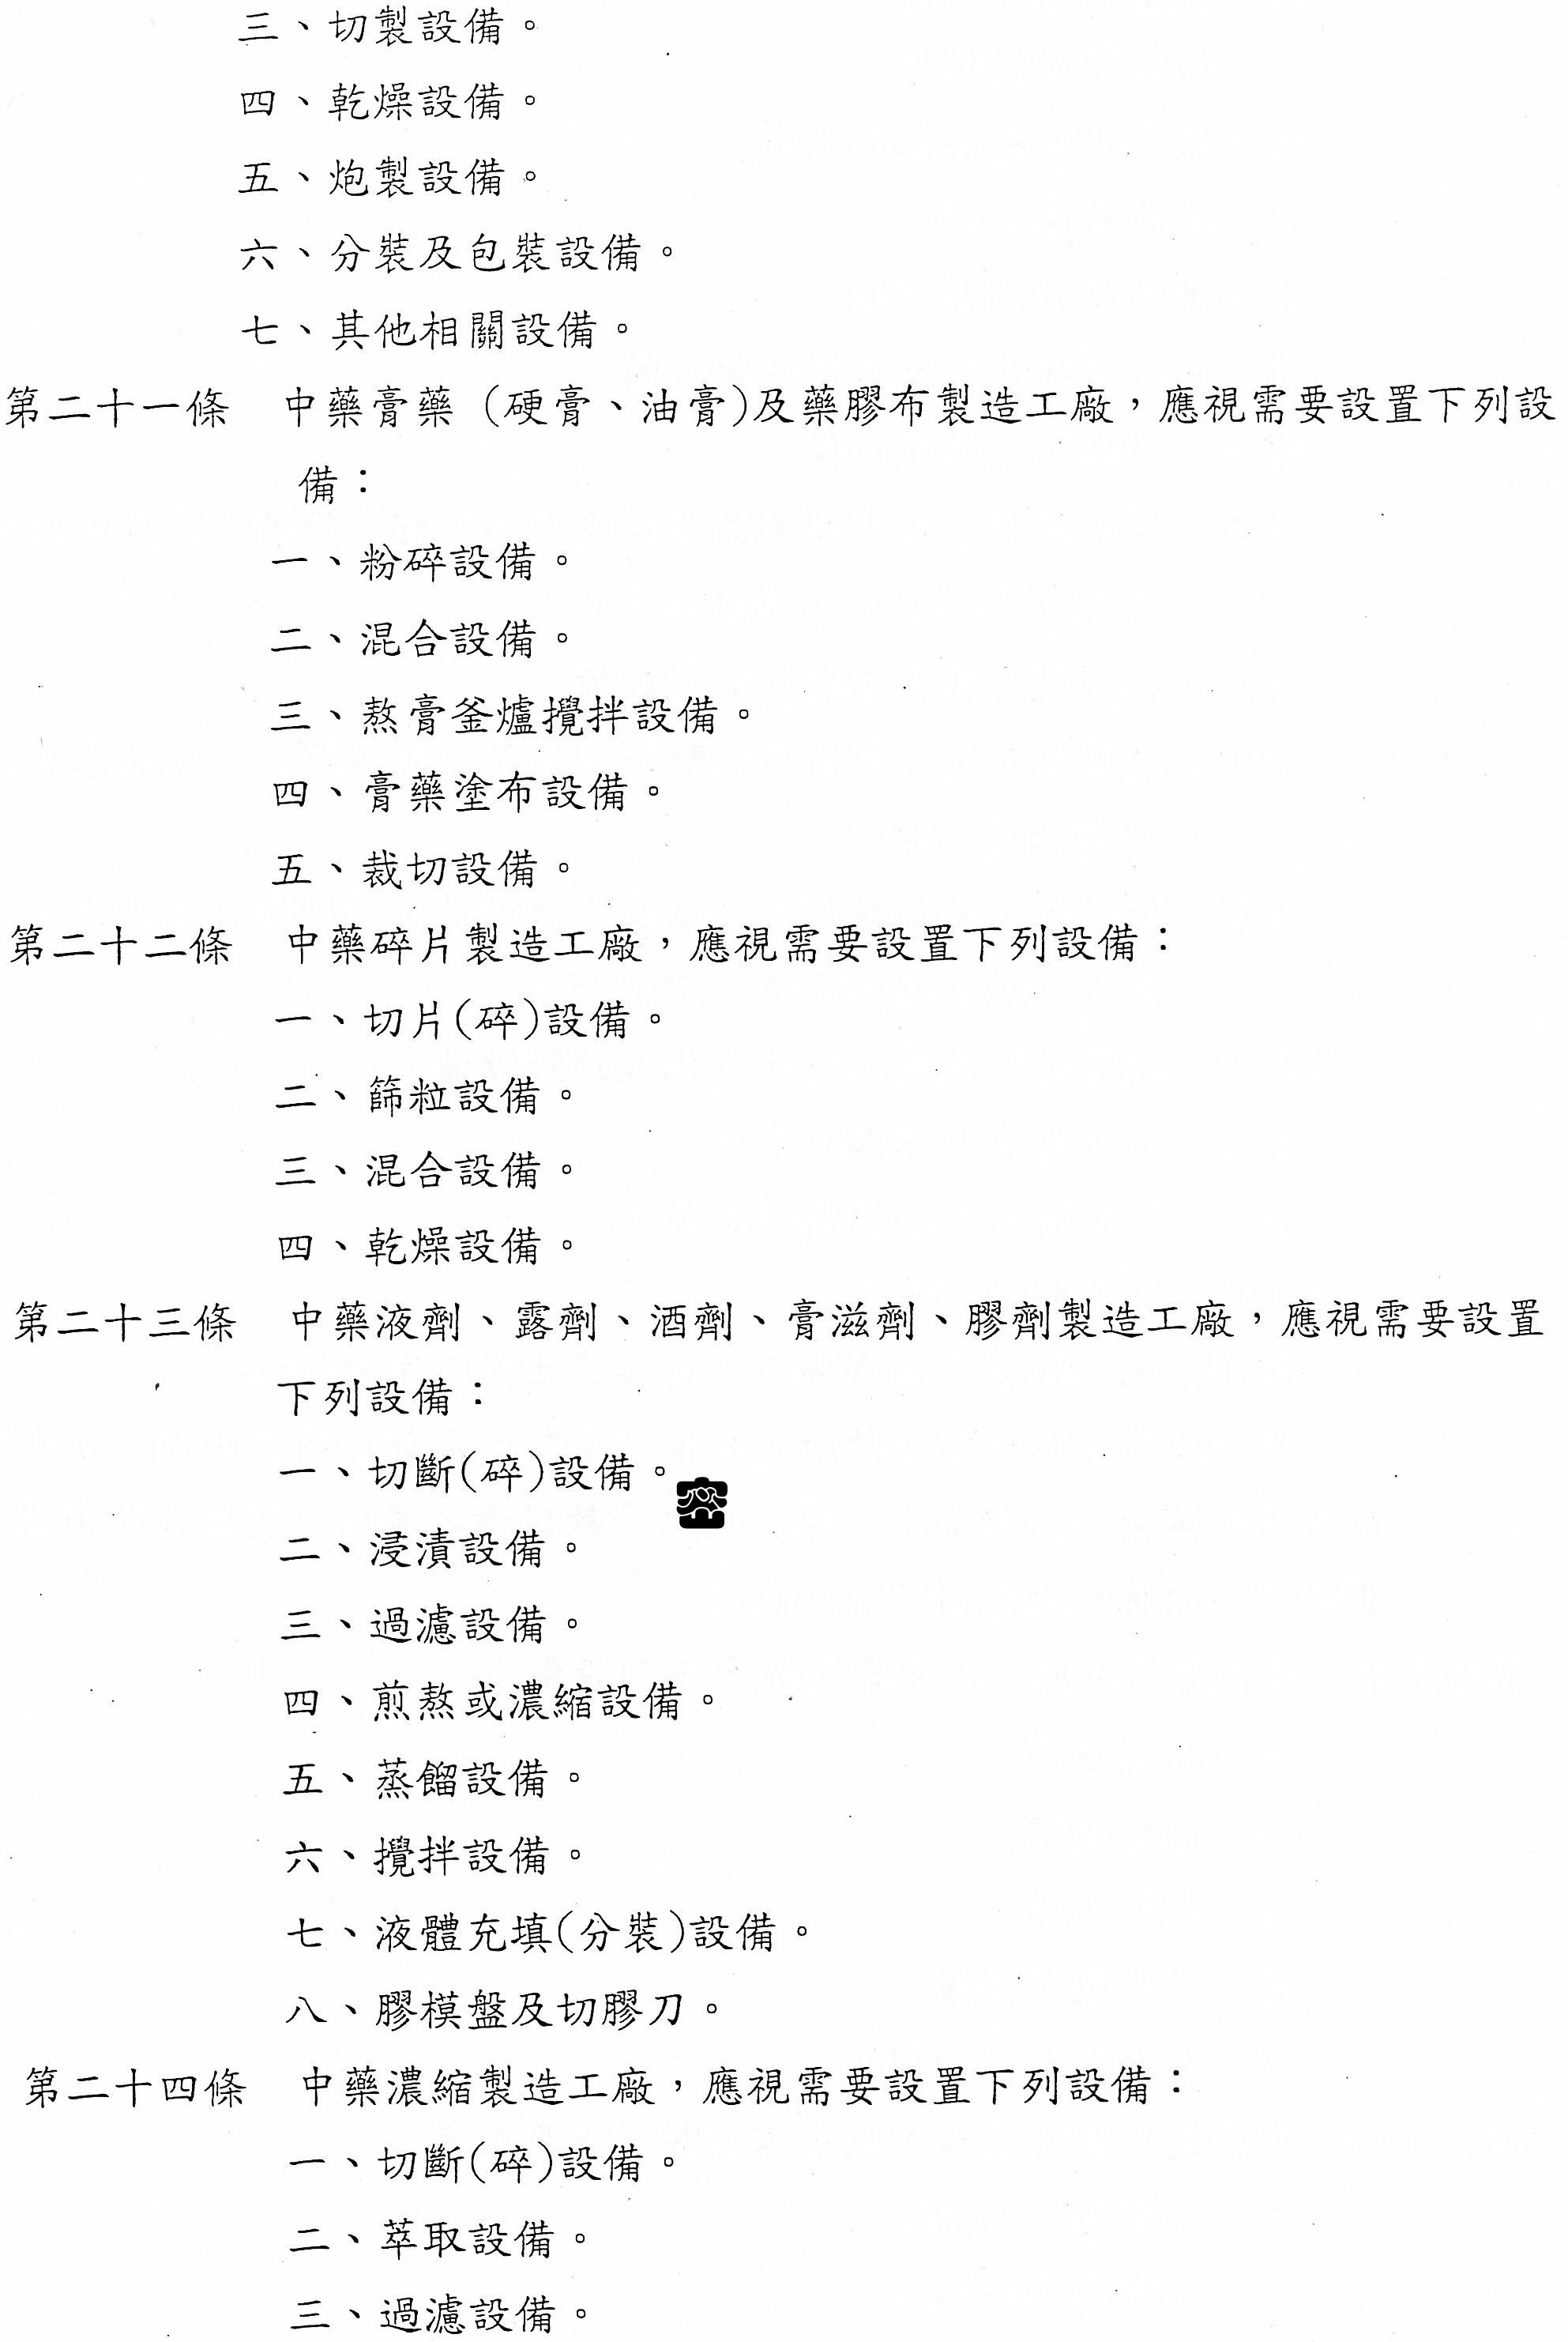 三、切製設備。
四、乾燥設備。
五、炮製設備。
六、分裝及包裝設備。
七、其他相關設備。
第二十一條　中藥膏藥（硬膏、油膏)及藥膠布製造工廠，應視需要設置下列設
備：
一、粉碎設備。
二、混合設備。
三、熬膏釜爐攪拌設備。
四、膏藥塗布設備。
五、裁切設備。
第二十二條　中藥碎片製造工廠，應視需要設置下列設備：
一、切片(碎)設備。
二、篩粒設備。
三、混合設備。
四、乾燥設備。
第二十三條　中藥液劑、露劑、酒劑、膏滋劑、膠劑製造工廠，應視需要設置
下列設備：
一、切斷(碎)設備。
二、浸漬設備。
三、過濾設備。
四、煎熬或濃縮設備。
五、蒸餾設備。
六、攪拌設備。
七、液體充填(分裝)設備。
八、膠模盤及切膠刀。
第二十四條　中藥濃縮製造工廠，應視需要設置下列設備：
一、切斷(碎)設備。
二、萃取設備。
三、過濾設備。